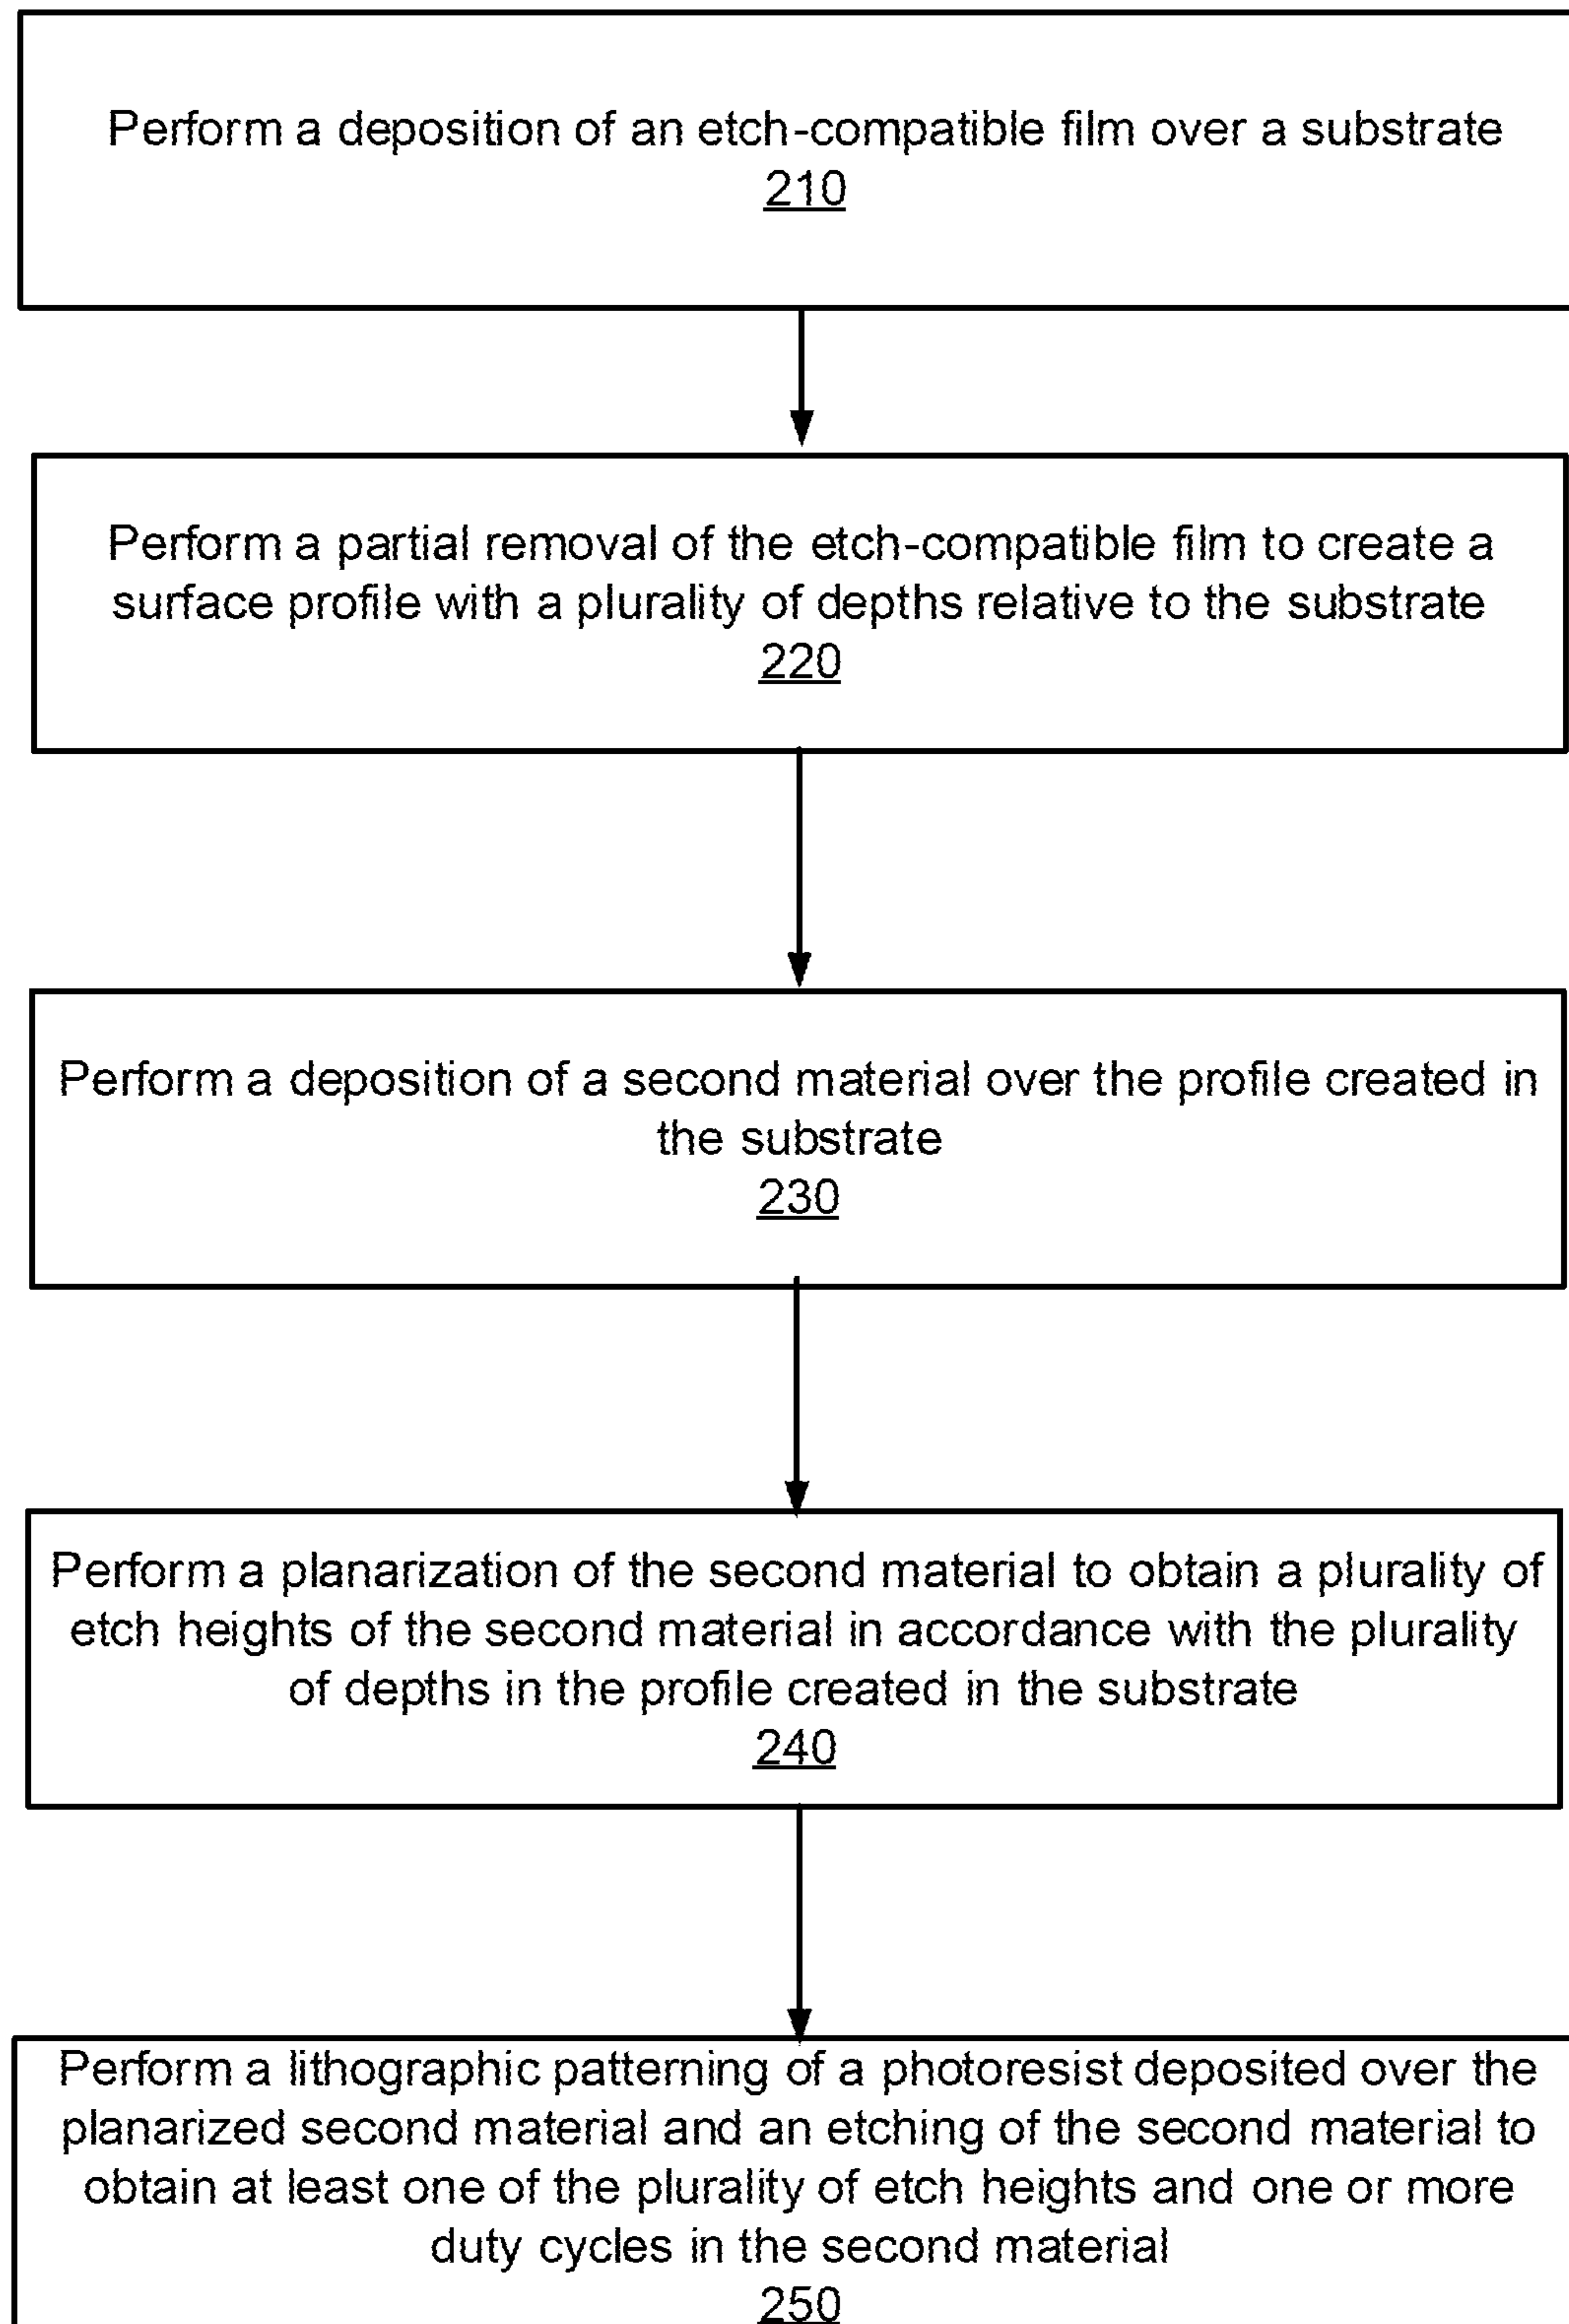 Perform a deposition of an etch-compatible film over a substrate
210
Perform a partial removal of the etch-compatible film to create a
surface profile with a plurality of depths relative to the substrate
220
Perform a deposition of a second material over the profile created in
the substrate
230
Perform a planarization of the second material to obtain a plurality of
etch heights of the second material in accordance with the plurality
of depths in the profile created in the substrate
240
Perform a lithographic patterning of a photoresist deposited over the
planarized second material and an etching of the second material to
obtain at least one of the plurality of etch heights and one or more
duty cycles in the second material
250